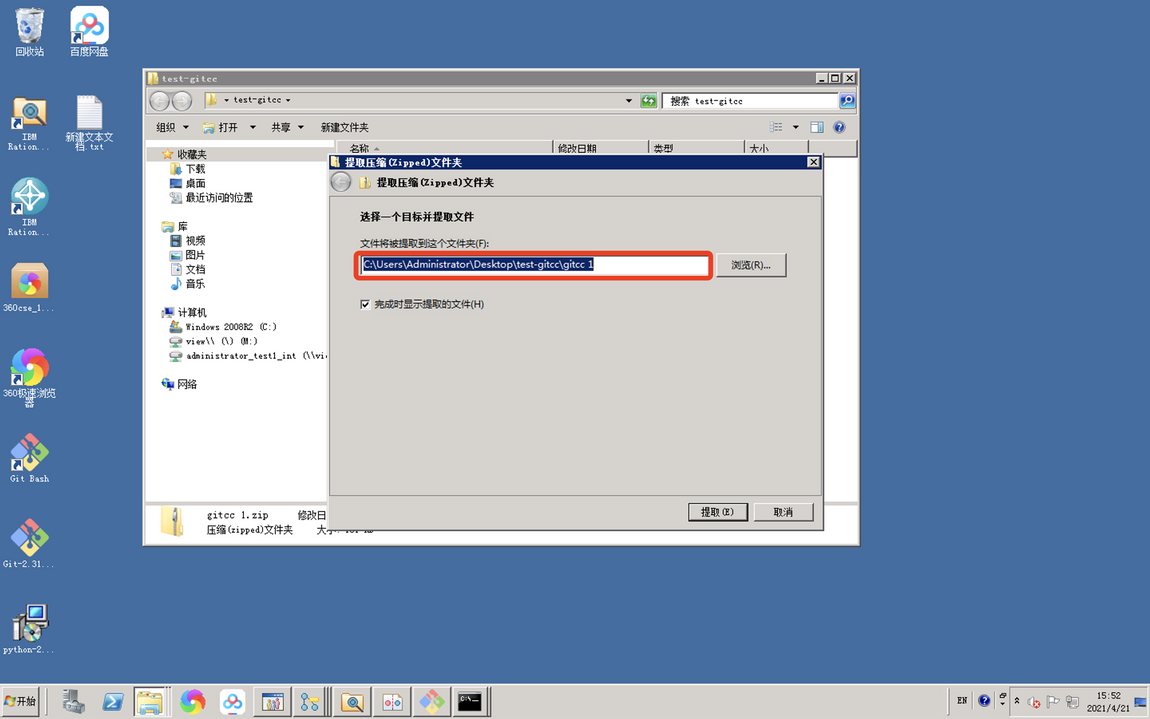 回收站
百度网盘
IBM
Ration...
新建文本文
档.txt
IBM
Ration...
360cse_1...
360极速浏览
器
Git Bash
Git-2.31...
python-2...
test-gitcc
test-gitcc
搜索 test-gitcc
组织
打开
共享
新建文件夹
名称
修改日期
类型
大小
收藏夹
下载
桌面
最近访问的位置
库
视频
图片
文档
音乐
计算机
Windows 2008R2 (C:)
view\\ (\) (M:)
administrator_test1_int (\\vi
网络
提取压缩(Zipped)文件夹
提取压缩(Zipped)文件夹
选择一个目标并提取文件
文件将被提取到这个文件夹(F):
C:\Users\Administrator\Desktop\test-gitcc\gitcc 1
浏览(R)...
完成时显示提取的文件(H)
提取(E)
取消
gitcc 1.zip
修改日
压缩(zipped)文件夹
开始
C:\
EN
15:52
2021/4/21